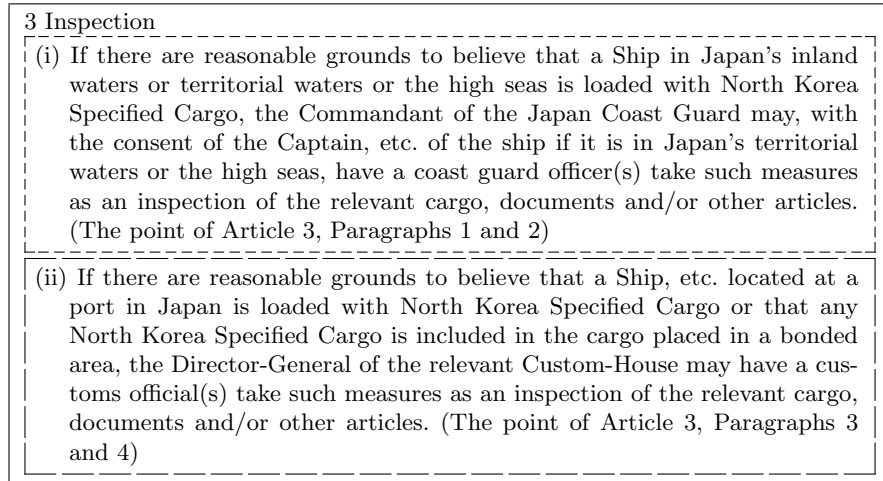 3 Inspection
(i) If there are reasonable grounds to believe that a Ship in Japan's inland
waters or territorial waters or the high seas is loaded with North Korea
Specified Cargo, the Commandant of the Japan Coast Guard may, with
the consent of the Captain, etc. of the ship if it is in Japan's territorial
waters or the high seas, have a coast guard officer(s) take such measures
as an inspection of the relevant cargo, documents and/or other articles.
(The point of Article 3, Paragraphs 1 and 2)
(ii) If there are reasonable grounds to believe that a Ship, etc. located at a
port in Japan is loaded with North Korea Specified Cargo or that any
North Korea Specified Cargo is included in the cargo placed in a bonded
area, the Director-General of the relevant Custom-House may have a cus-
toms official(s) take such measures as an inspection of the relevant cargo,
documents and/or other articles. (The point of Article 3, Paragraphs 3
and 4)